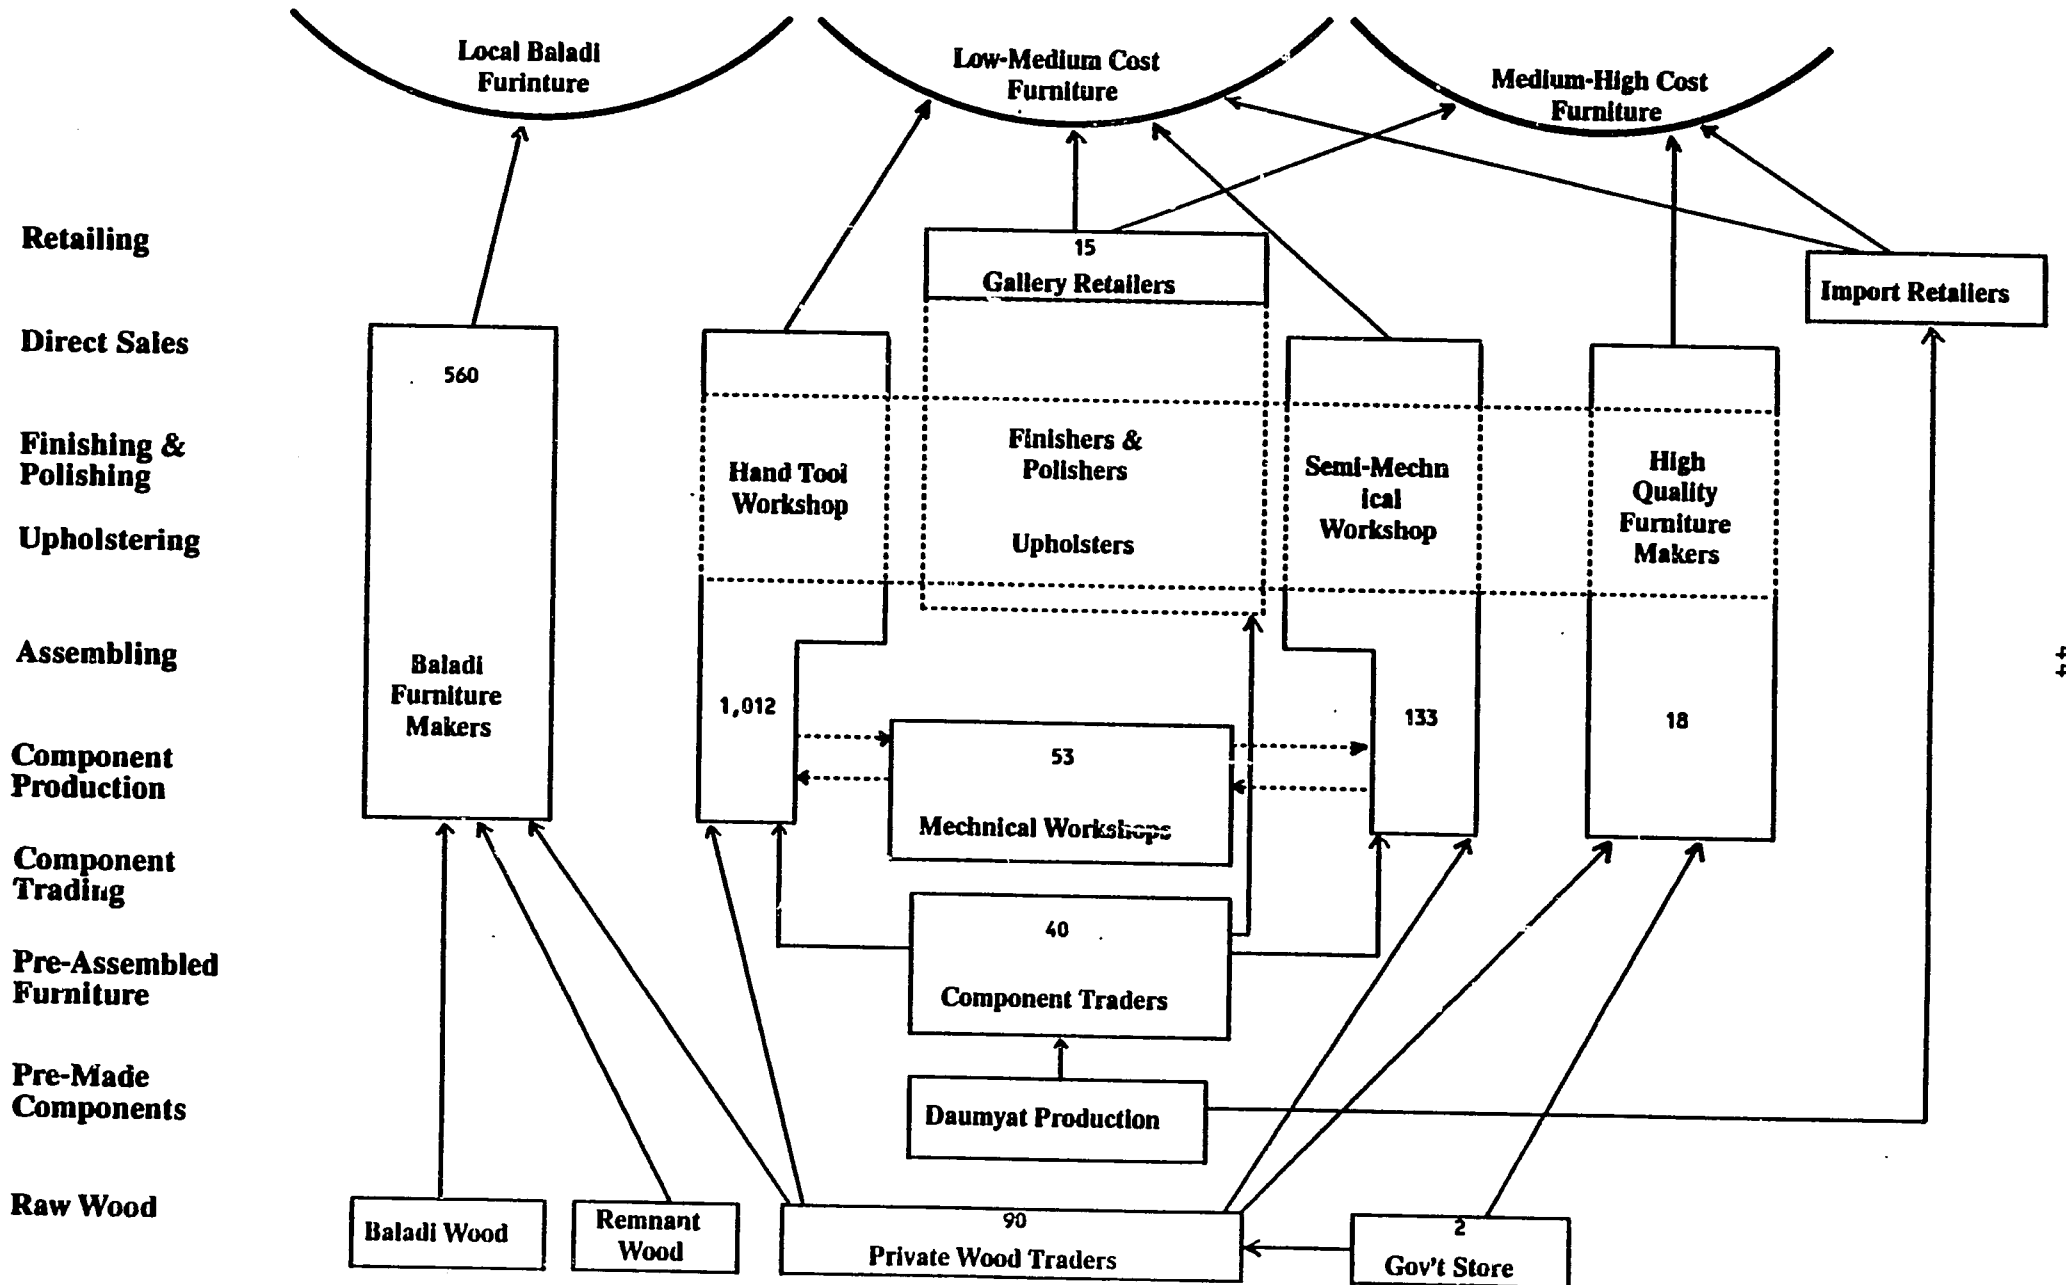 Local Baladi
Furinture
Low-Medium Cost
Furniture
Medium-High Cost
Furniture
Retailing
15
Gallery Retailers
Import Retailers
Direct Sales
560
Finishing &
Polishing
Hand Tool
Workshop
Finishers &
Polishers
Semi-Mechn
ical
Workshop
High
Quality
Furniture
Makers
Upholstering
Upholsters
Assembling
Baladi
Furniture
Makers
1,012
133
18
Component
Production
53
Mechnical Workshops
Component
Trading
40
Component Traders
Pre-Assembled
Furniture
Pre-Made
Components
Daumyat Production
Raw Wood
Baladi Wood
Remnant
Wood
90
Private Wood Traders
2
Gov't Store